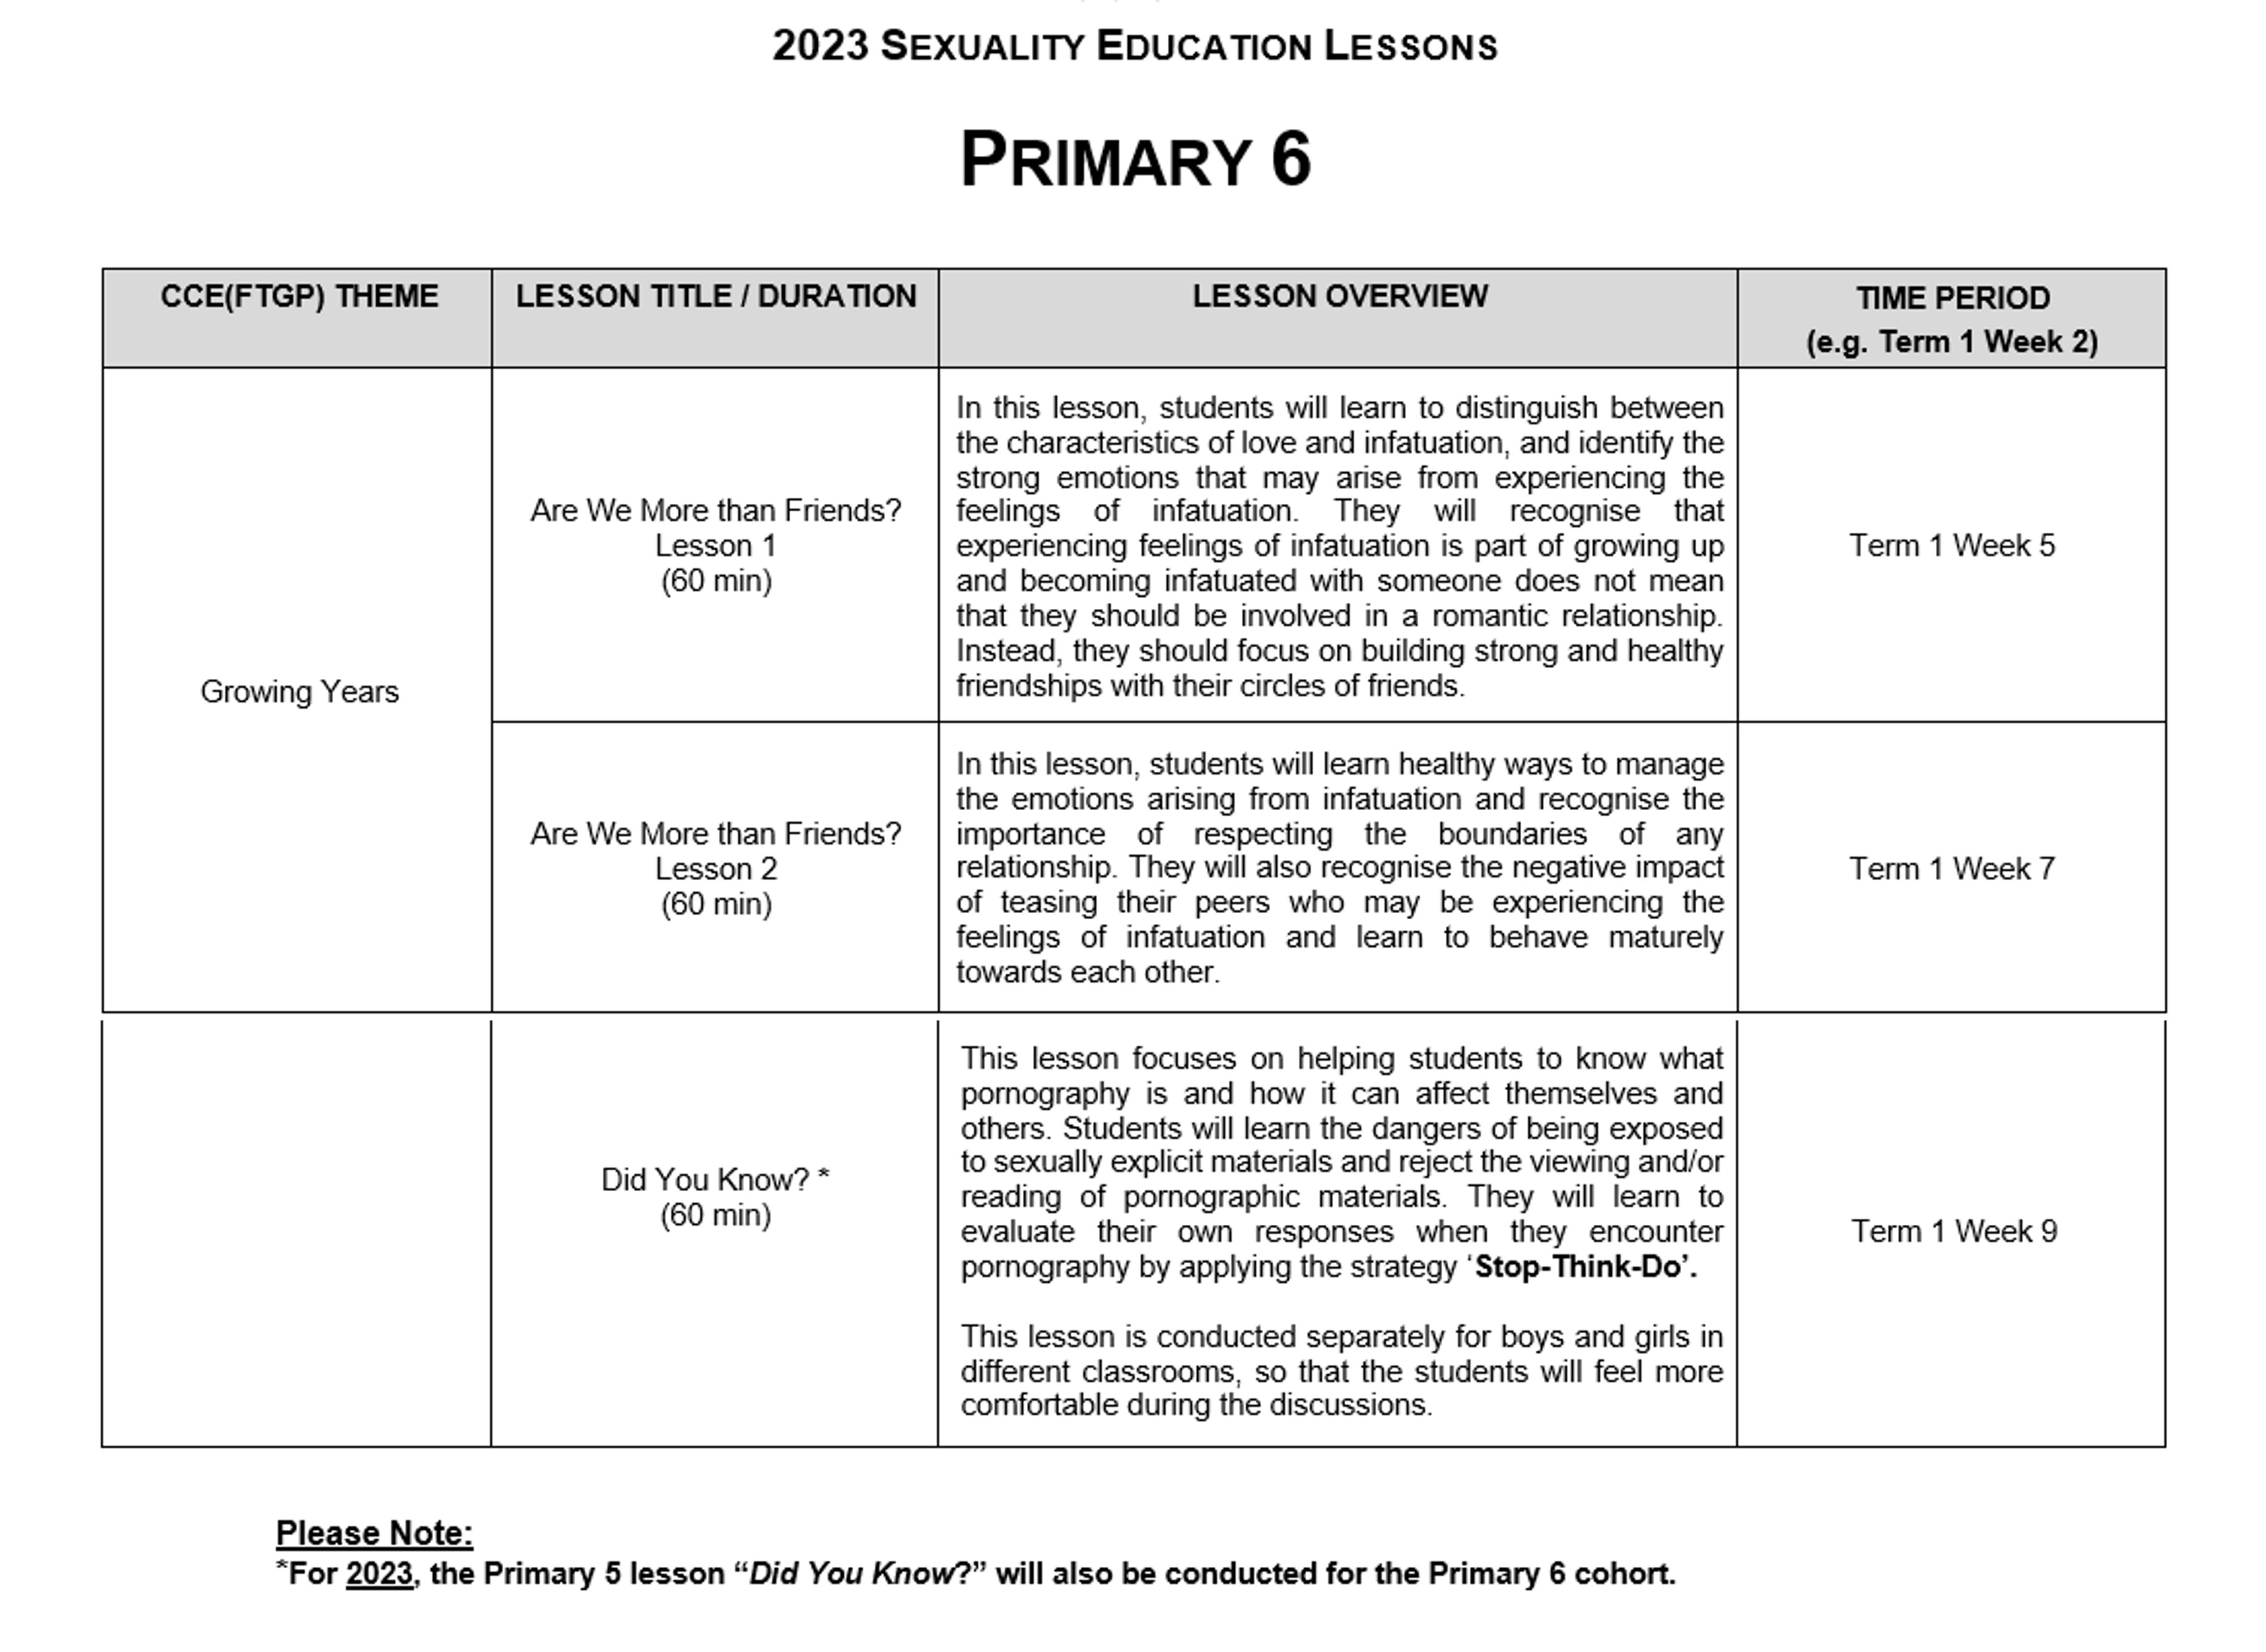 2023 SEXUALITY EDUCATION LESSONS
PRIMARY 6
CCE(FTGP) THEME
LESSON TITLE / DURATION
LESSON OVERVIEW
TIME PERIOD
(e.g. Term 1 Week 2)
Growing Years
Are We More than Friends?
Lesson 1
(60 min)
In this lesson, students will learn to distinguish between
the characteristics of love and infatuation, and identify the
strong emotions that may arise from experiencing the
feelings of infatuation. They will recognise that
experiencing feelings of infatuation is part of growing up
and becoming infatuated with someone does not mean
that they should be involved in a romantic relationship.
Instead, they should focus on building strong and healthy
friendships with their circles of friends.
Term 1 Week 5
Are We More than Friends?
Lesson 2
(60 min)
In this lesson, students will learn healthy ways to manage
the emotions arising from infatuation and recognise the
importance of respecting the boundaries of any
relationship. They will also recognise the negative impact
of teasing their peers who may be experiencing the
feelings of infatuation and learn to behave maturely
towards each other.
Term 1 Week 7
Did You Know? *
(60 min)
This lesson focuses on helping students to know what
pornography is and how it can affect themselves and
others. Students will learn the dangers of being exposed
to sexually explicit materials and reject the viewing and/or
reading of pornographic materials. They will learn to
evaluate their own responses when they encounter
pornography by applying the strategy ‘Stop-Think-Do’.
This lesson is conducted separately for boys and girls in
different classrooms, so that the students will feel more
comfortable during the discussions.
Term 1 Week 9
Please Note:
*For 2023, the Primary 5 lesson “Did You Know?” will also be conducted for the Primary 6 cohort.